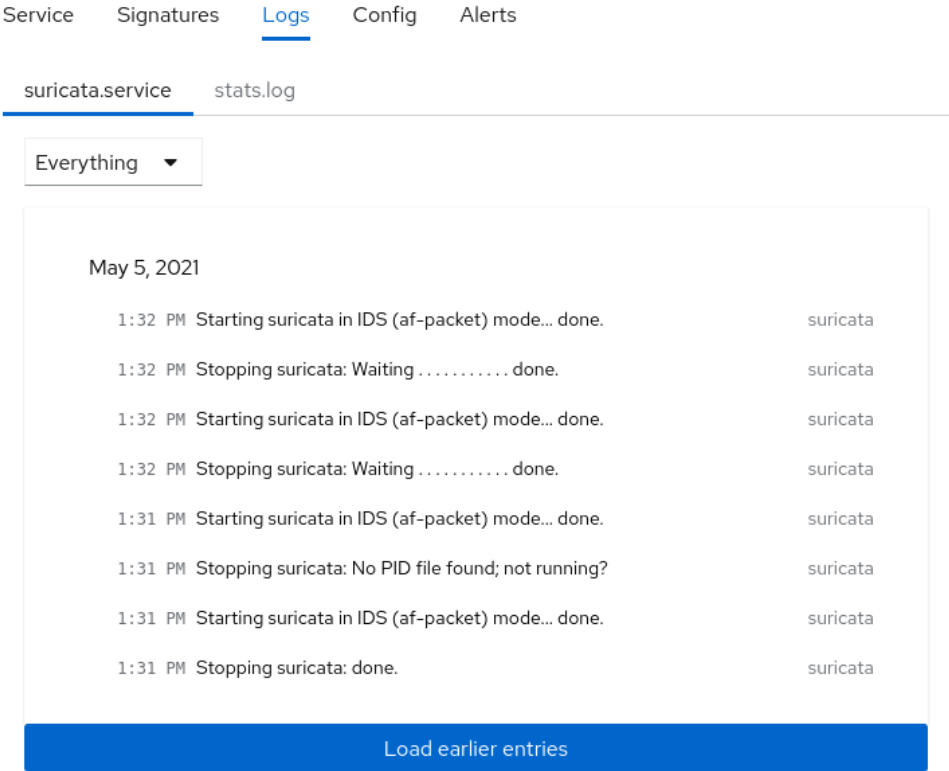 Service Signatures Logs Config Alerts
suricata.service stats.log
Everything
May 5, 2021
1:32 PM Starting suricata in IDS (af-packet) mode... done. suricata
1:32 PM Stopping suricata: Waiting . . . . . . . . . . . done. suricata
1:32 PM Starting suricata in IDS (af-packet) mode... done. suricata
1:32 PM Stopping suricata: Waiting . . . . . . . . . . . done. suricata
1:31 PM Starting suricata in IDS (af-packet) mode... done. suricata
1:31 PM Stopping suricata: No PID file found; not running? suricata
1:31 PM Starting suricata in IDS (af-packet) mode... done. suricata
1:31 PM Stopping suricata: done. suricata
Load earlier entries